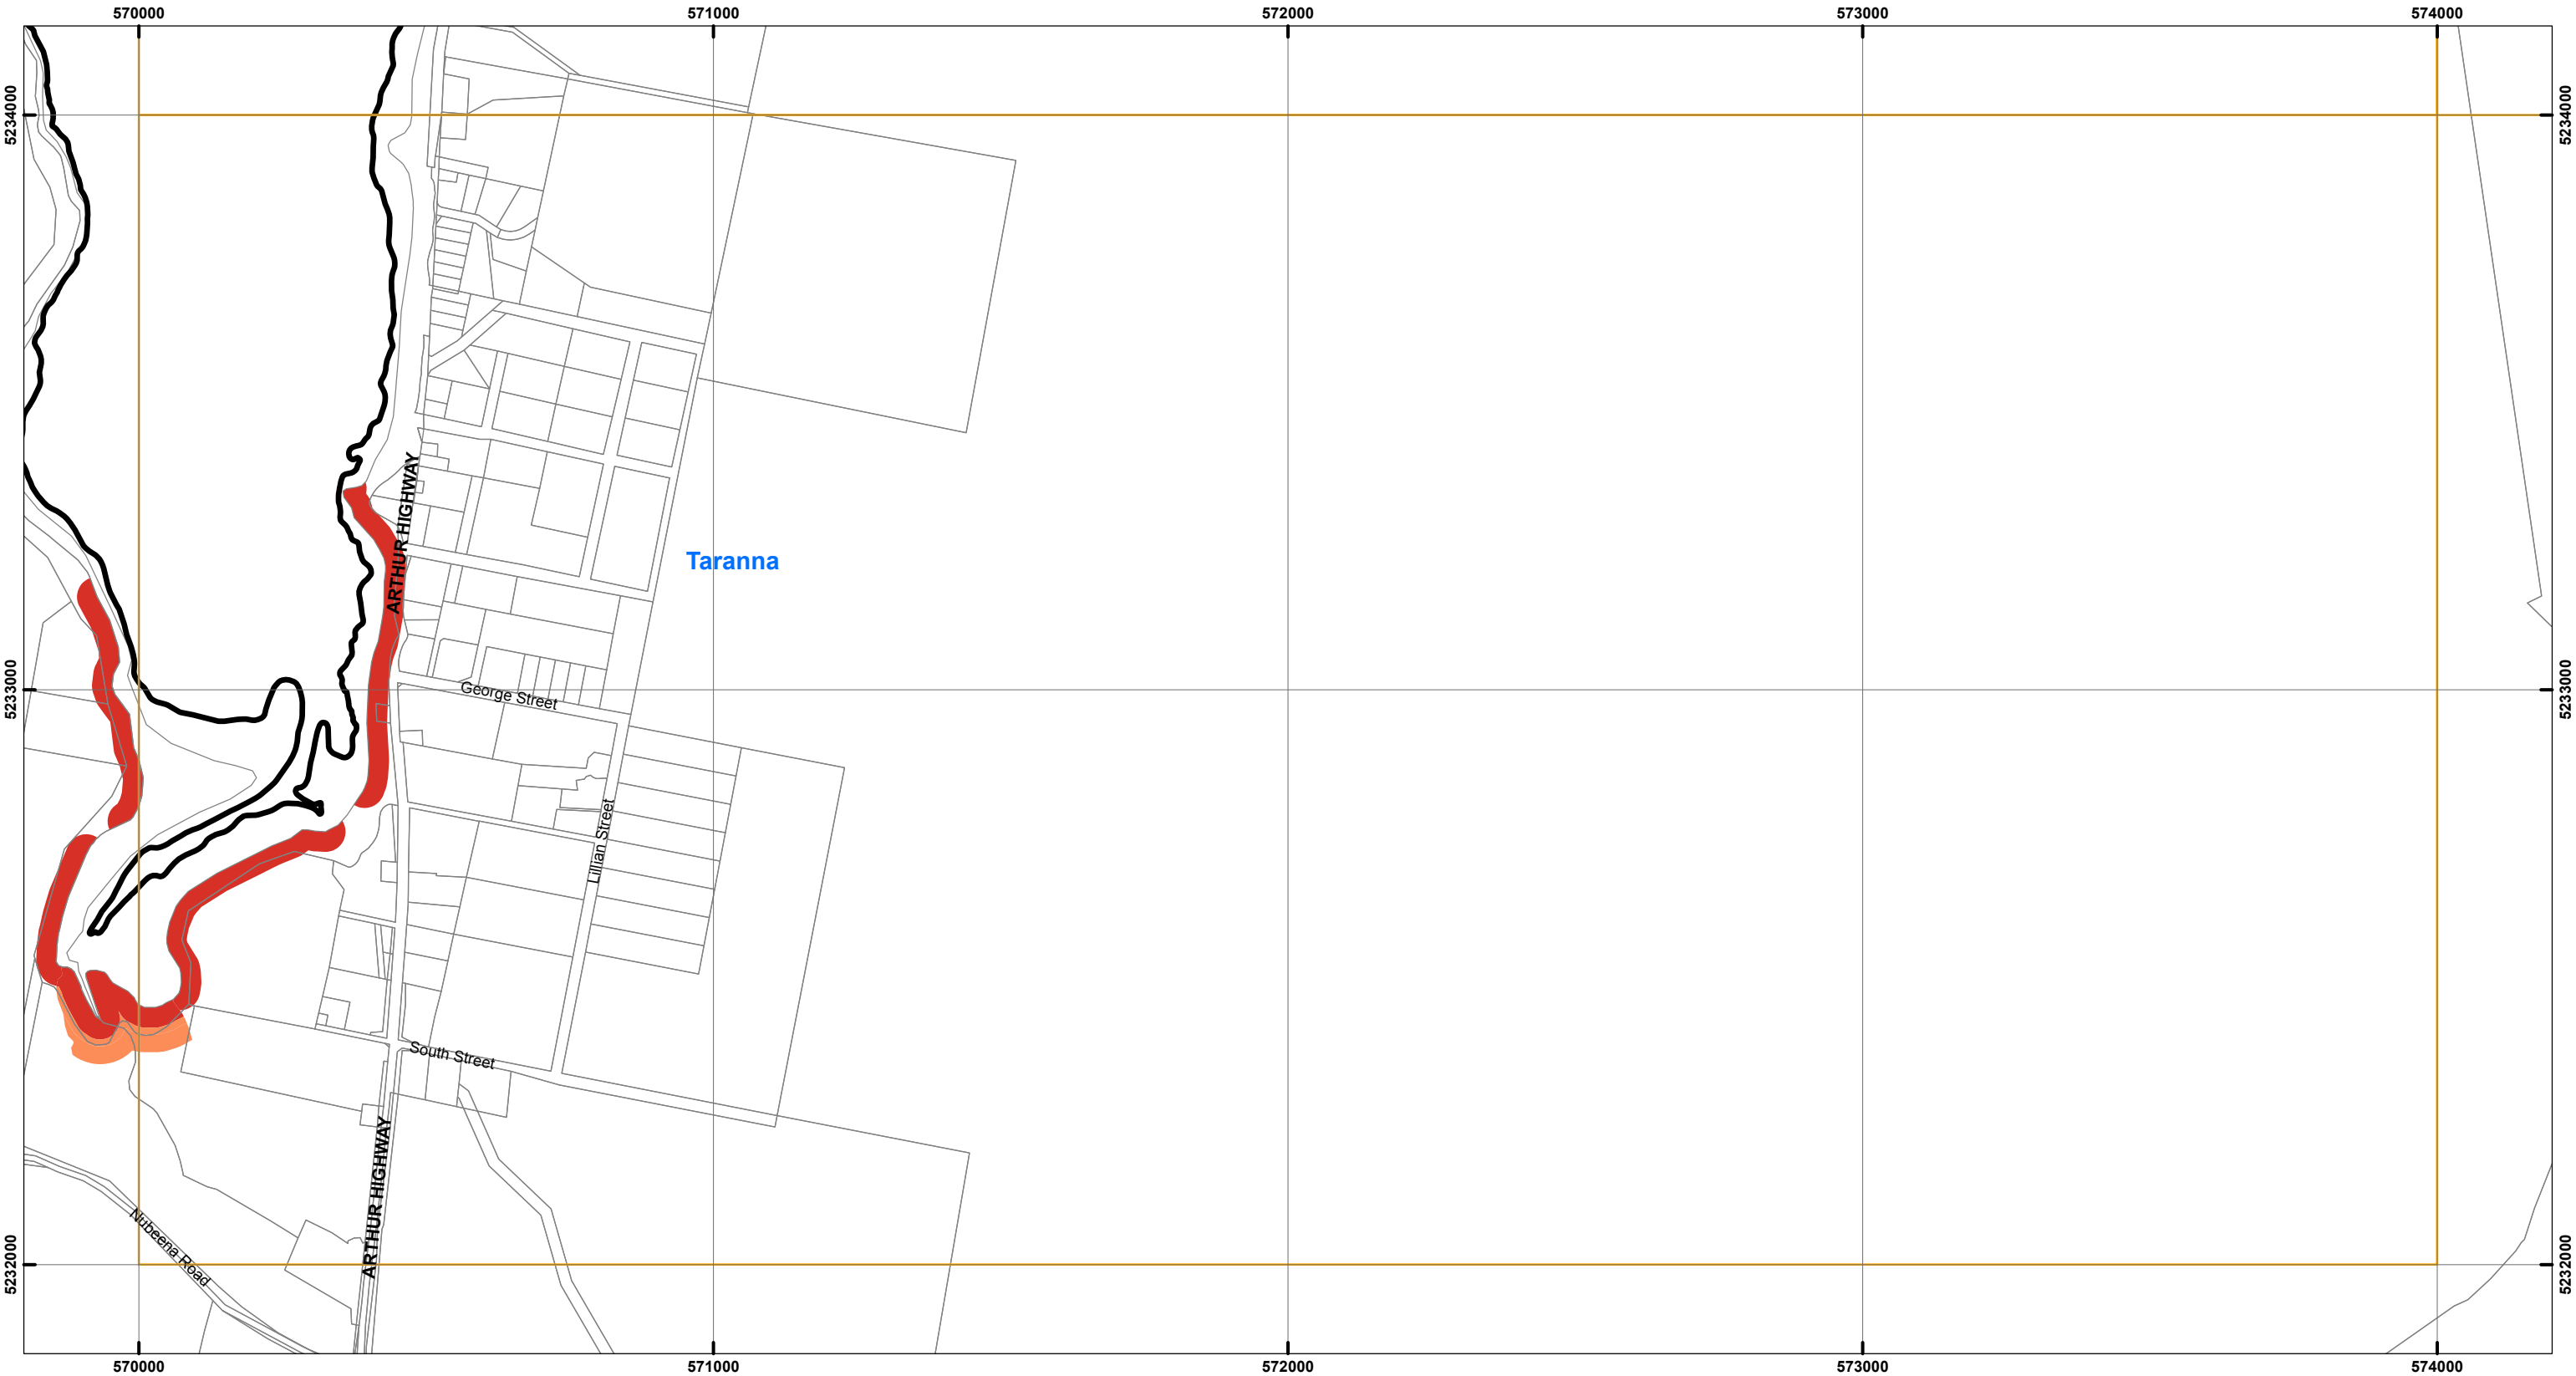 570000 571000 572000 573000 574000
5234000 5234000
ARTHUR HIGHWAY
Taranna
5233000 5233000
George Street
Lillian Street
South Street
ARTHUR HIGHWAY
Nubeena Road
5232000 5232000
570000 571000 572000 573000 574000